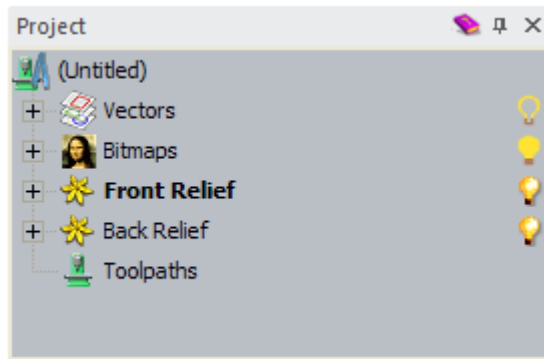 Project
(Untitled)
Vectors
Bitmaps
Front Relief
Back Relief
Toolpaths